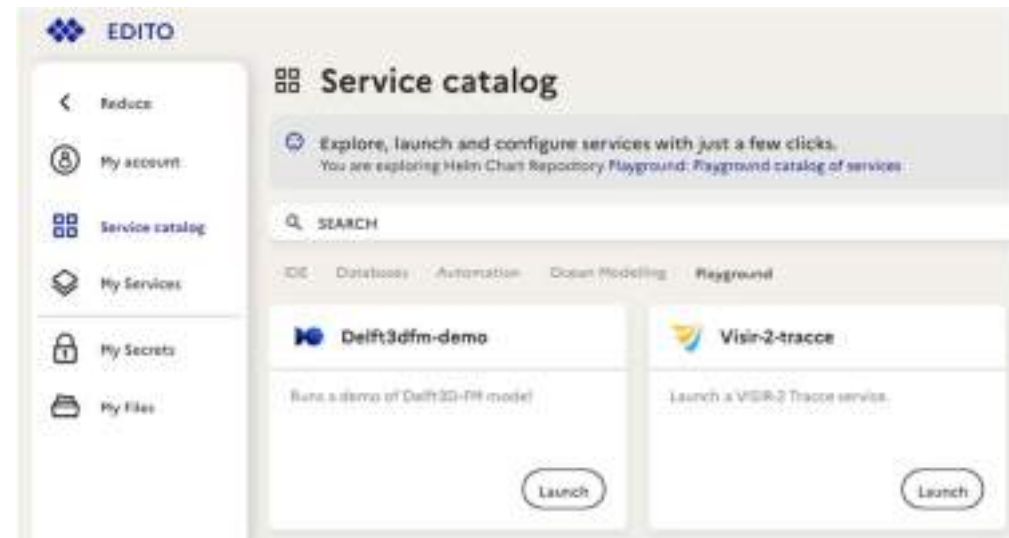 EDITO
Reduce
My account
Service catalog
My Services
My Secrets
My Files
Service catalog
Explore, launch and configure services with just a few clicks.
You are exploring Helm Chart Repository Playground: Playground catalog of services
SEARCH
IDE Databases Automation Ocean Modelling Playground
Delft3dfm-demo
Runs a demo of Delft3D-FM model
Launch
Visir-2-tracce
Launch a VISIR-2 Tracce service.
Launch